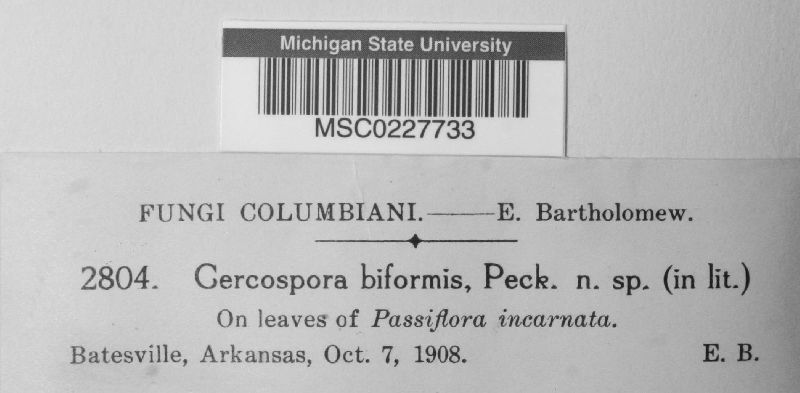 Michigan State University
MSC0227733
FUNGI COLUMBIANI.——E. Bartholomew.
2804. Cercospora biformis, Peck. n. sp. (in lit.)
On leaves of Passiflora incarnata.
Batesville, Arkansas, Oct. 7, 1908. E. B.